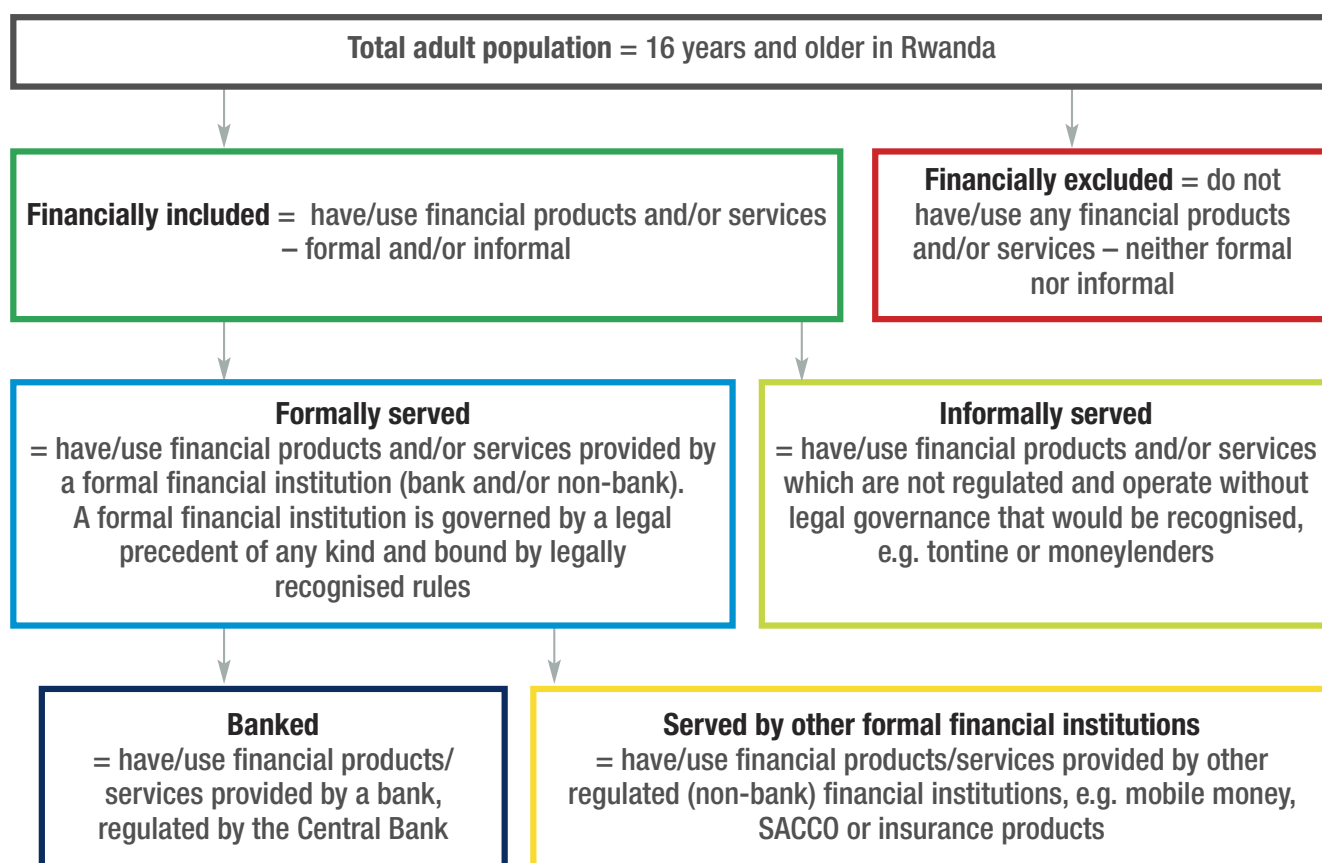 Total adult population = 16 years and older in Rwanda
Financially included = have/use financial products and/or services
– formal and/or informal
Financially excluded = do not
have/use any financial products
and/or services – neither formal
nor informal
Formally served
= have/use financial products and/or services provided by
a formal financial institution (bank and/or non-bank).
A formal financial institution is governed by a legal
precedent of any kind and bound by legally
recognised rules
Informally served
= have/use financial products and/or services
which are not regulated and operate without
legal governance that would be recognised,
e.g. tontine or moneylenders
Banked
= have/use financial products/
services provided by a bank,
regulated by the Central Bank
Served by other formal financial institutions
= have/use financial products/services provided by other
regulated (non-bank) financial institutions, e.g. mobile money,
SACCO or insurance products